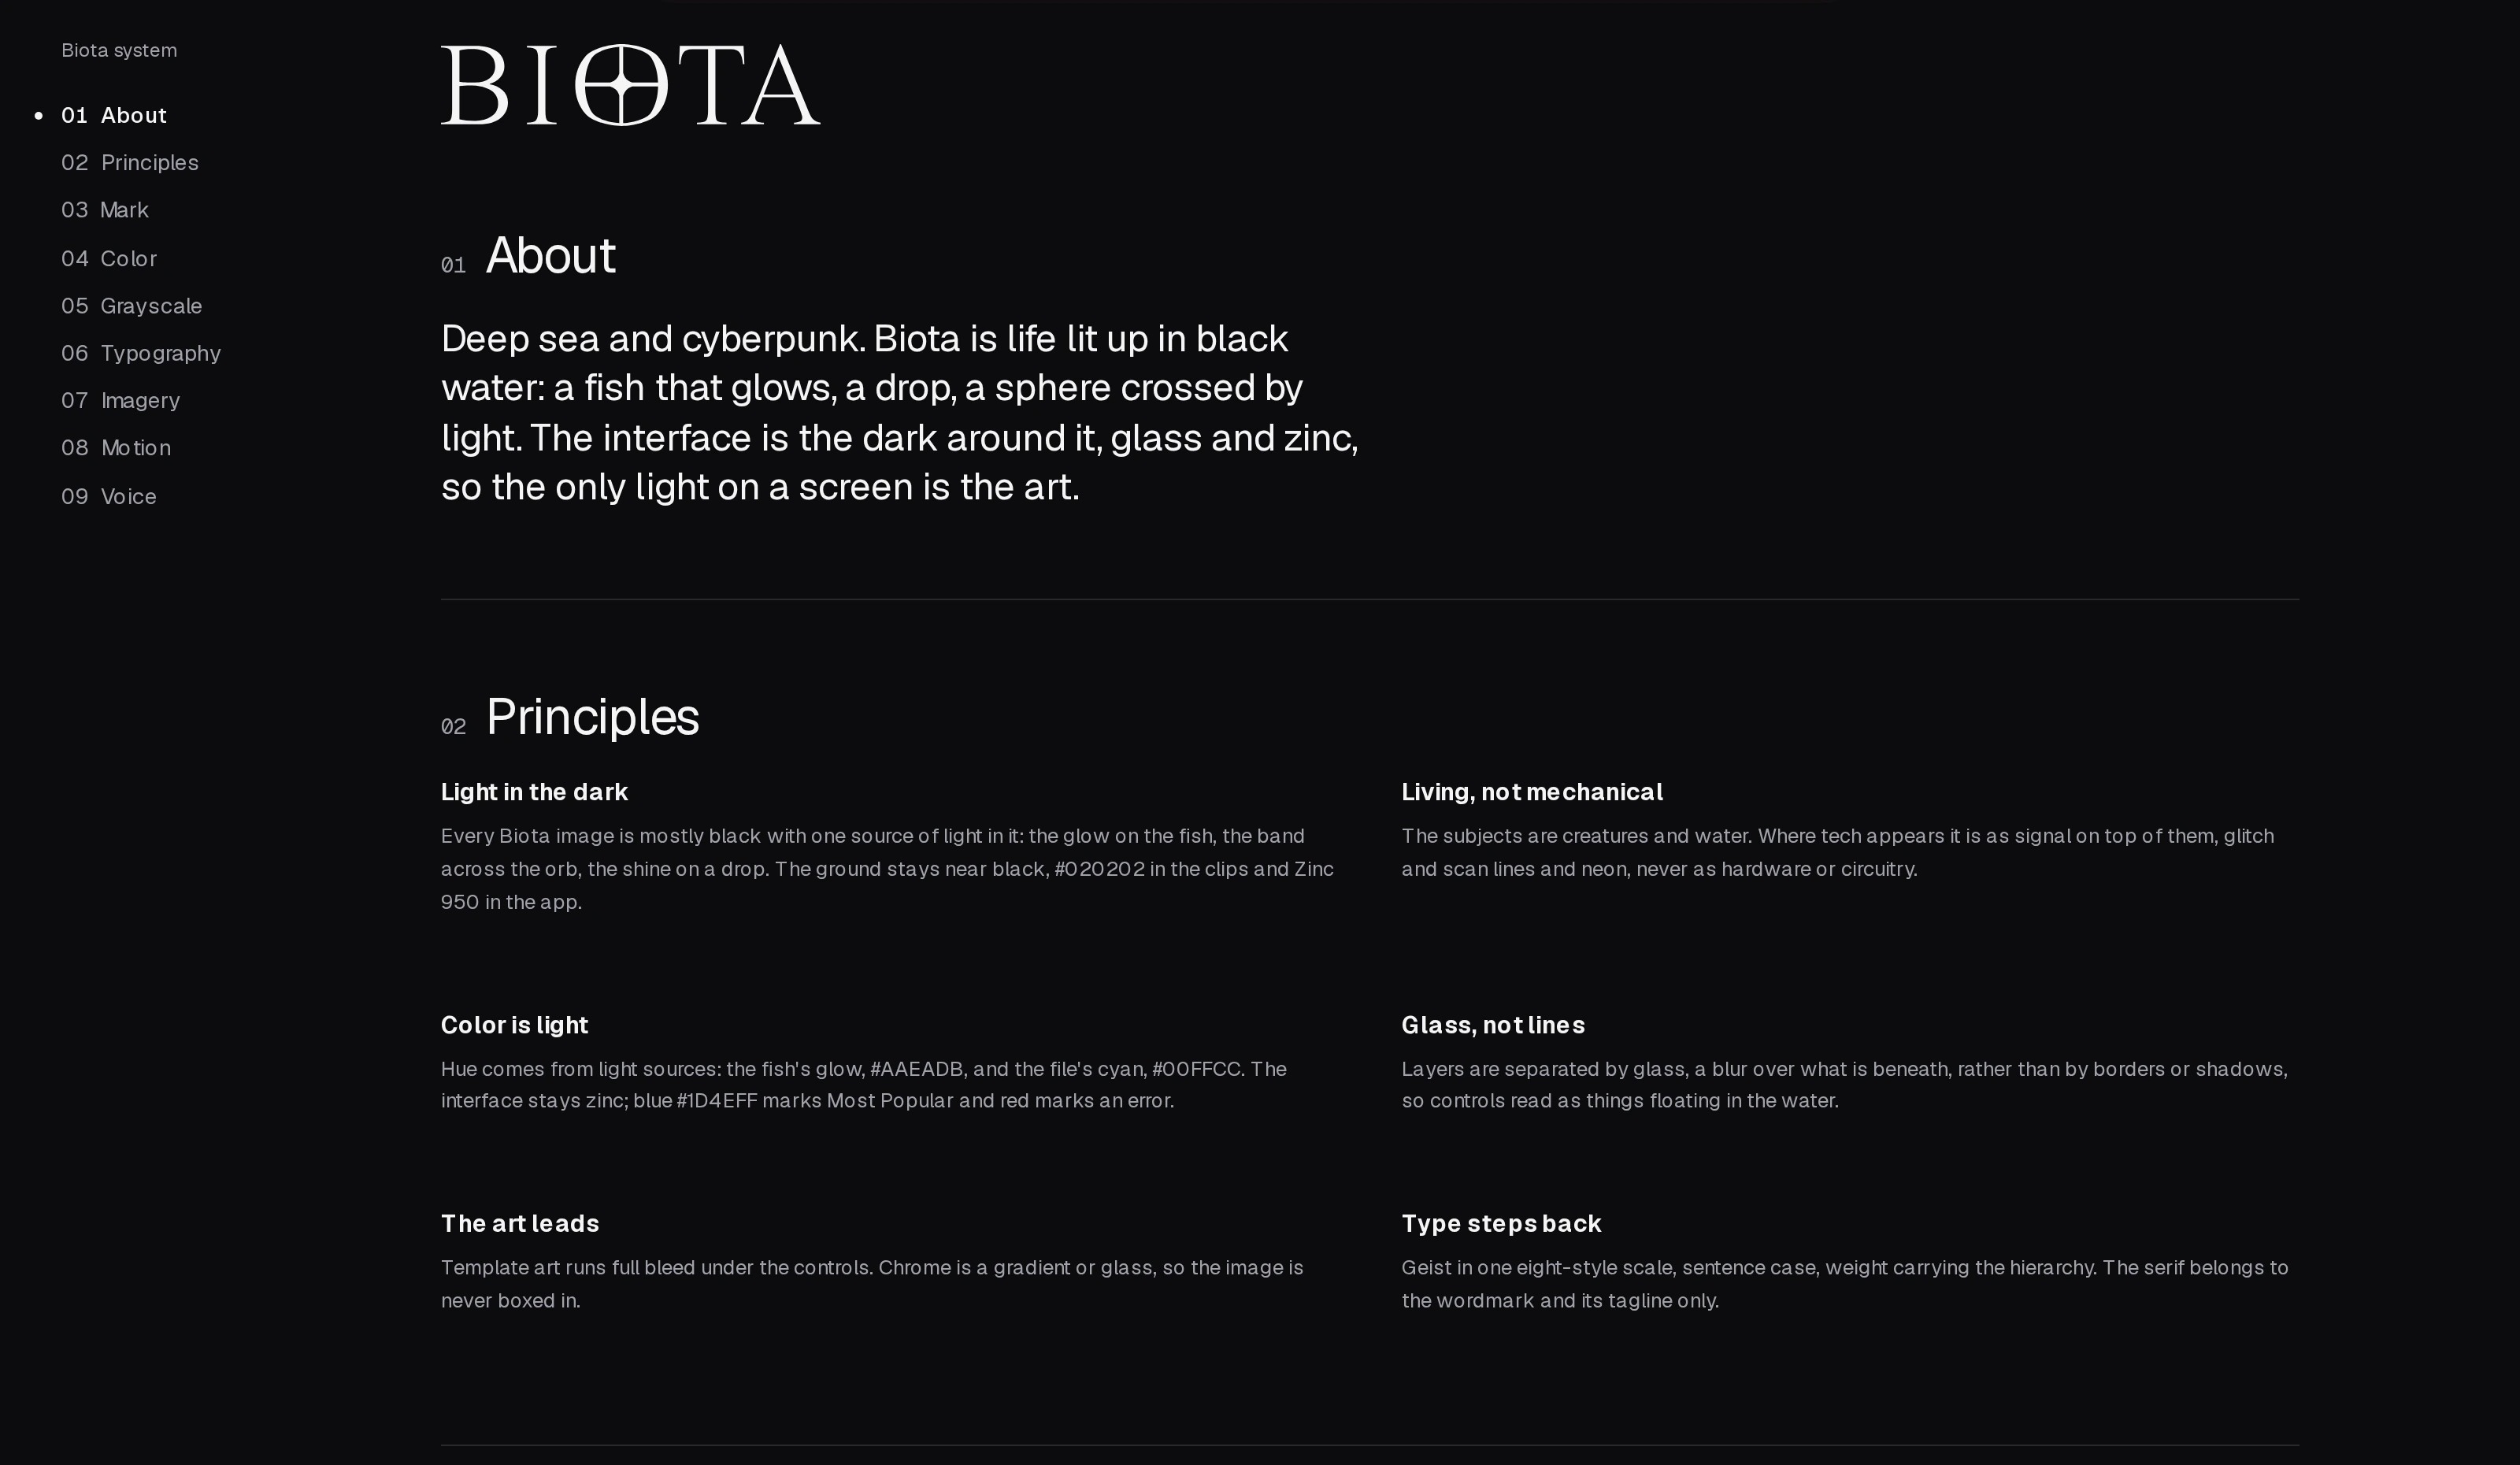 Biota system
01 About
02 Principles
03 Mark
04 Color
05 Grayscale
06 Typography
07 Imagery
08 Motion
09 Voice
BIOTA
01 About
Deep sea and cyberpunk. Biota is life lit up in black
water: a fish that glows, a drop, a sphere crossed by
light. The interface is the dark around it, glass and zinc,
so the only light on a screen is the art.
02 Principles
Light in the dark
Every Biota image is mostly black with one source of light in it: the glow on the fish, the band
across the orb, the shine on a drop. The ground stays near black, #020202 in the clips and Zinc
950 in the app.
Living, not mechanical
The subjects are creatures and water. Where tech appears it is as signal on top of them, glitch
and scan lines and neon, never as hardware or circuitry.
Color is light
Hue comes from light sources: the fish's glow, #AAEADB, and the file's cyan, #00FFCC. The
interface stays zinc; blue #1D4EFF marks Most Popular and red marks an error.
Glass, not lines
Layers are separated by glass, a blur over what is beneath, rather than by borders or shadows,
so controls read as things floating in the water.
The art leads
Template art runs full bleed under the controls. Chrome is a gradient or glass, so the image is
never boxed in.
Type steps back
Geist in one eight-style scale, sentence case, weight carrying the hierarchy. The serif belongs to
the wordmark and its tagline only.